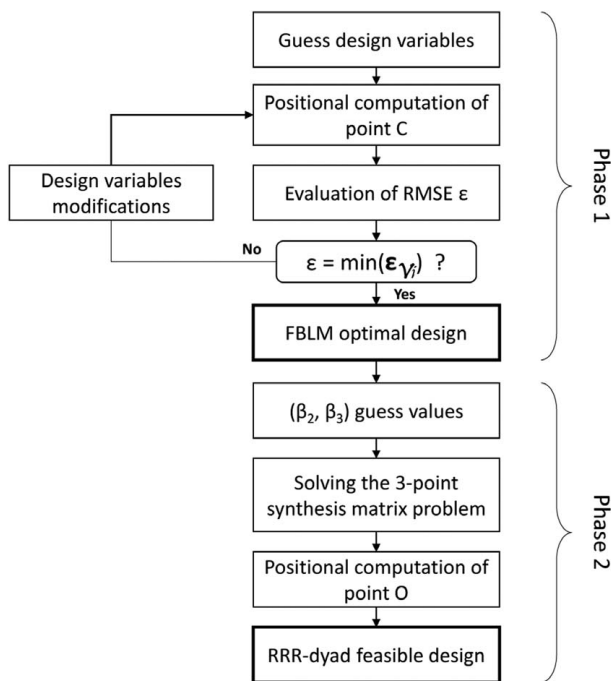 Guess design variables
Positional computation of
point C
Design variables
modifications
Evaluation of RMSE ε
No
ε = min(εγi) ?
Yes
FBLM optimal design
Phase 1
(β2, β3) guess values
Solving the 3-point
synthesis matrix problem
Positional computation of
point O
RRR-dyad feasible design
Phase 2